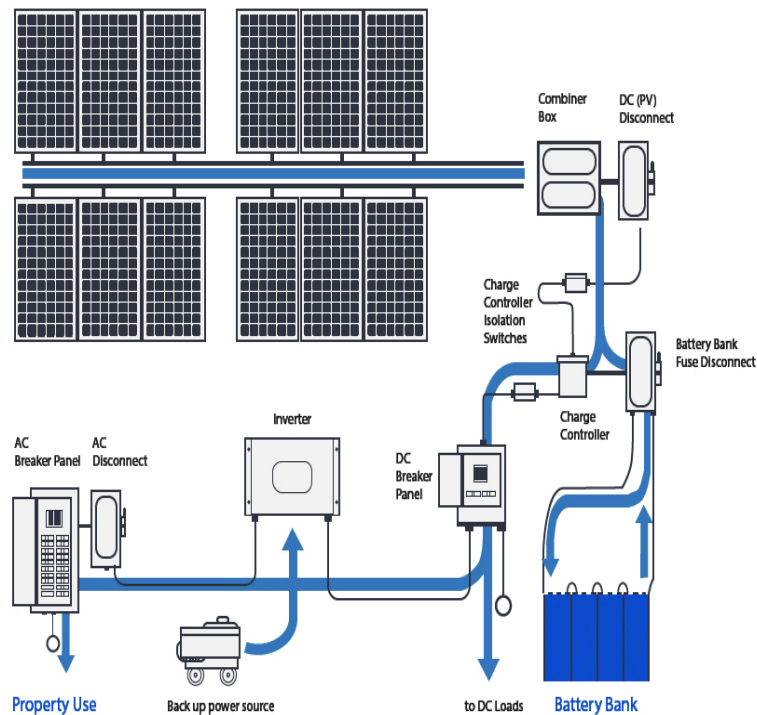 Combiner
Box
DC (PV)
Disconnect
Charge
Controller
Isolation
Switches
Battery Bank
Fuse Disconnect
Charge
Controller
Inverter
AC
Breaker Panel
AC
Disconnect
DC
Breaker
Panel
Property Use
Back up power source
to DC Loads
Battery Bank